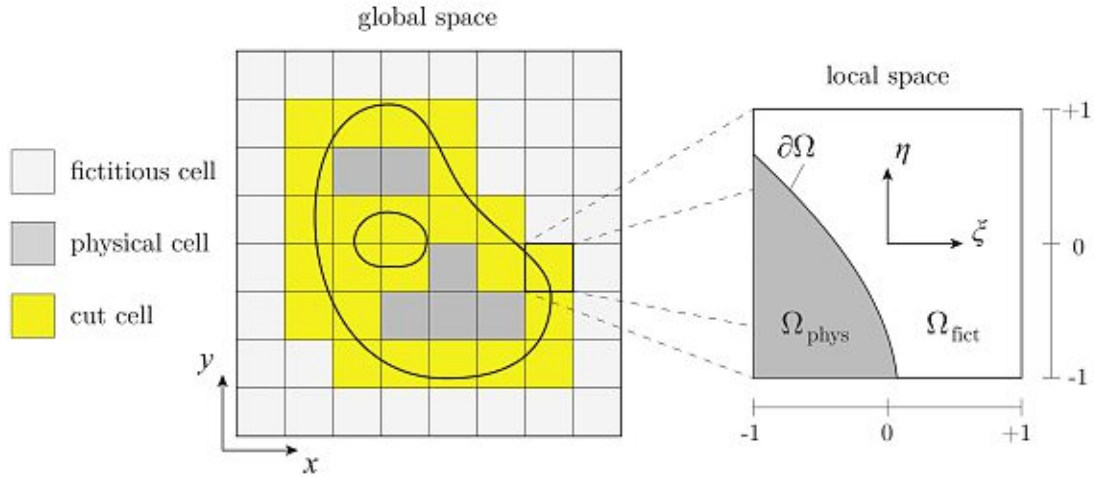 global space
fictitious cell
physical cell
cut cell
y
x
local space
∂Ω
η
ξ
Ω_phys
Ω_fict
+1
0
-1
-1
0
+1